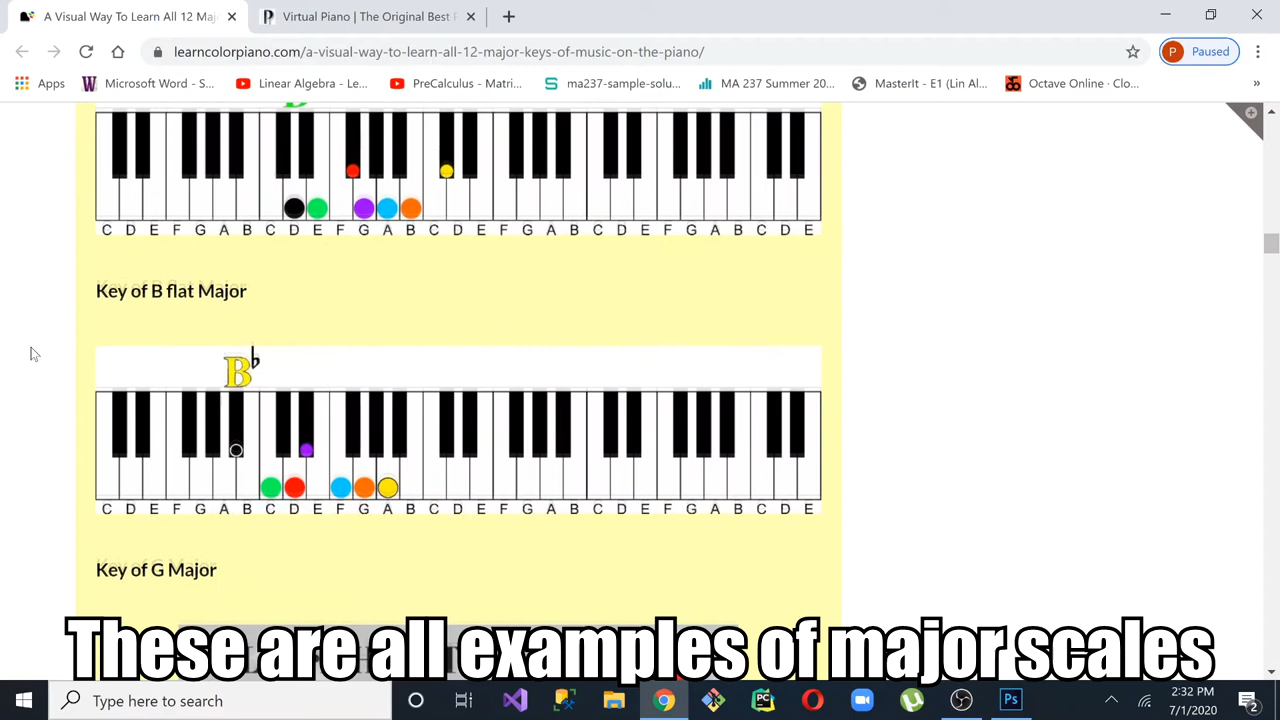 A Visual Way To Learn All 12 Maj
Virtual Piano | The Original Best P
learncolorpiano.com/a-visual-way-to-learn-all-12-major-keys-of-music-on-the-piano/
P Paused
Apps
Microsoft Word - S...
Linear Algebra - Le...
PreCalculus - Matri...
ma237-sample-solu...
MA 237 Summer 20...
MasterIt - E1 (Lin Al...
Octave Online · Clo...
»
C D E F G A B C D E F G A B C D E F G A B C D E F G A B C D E
Key of B flat Major
B♭
C D E F G A B C D E F G A B C D E F G A B C D E F G A B C D E
Key of G Major
These are all examples of major scales
Type here to search
2:32 PM
7/1/2020
2